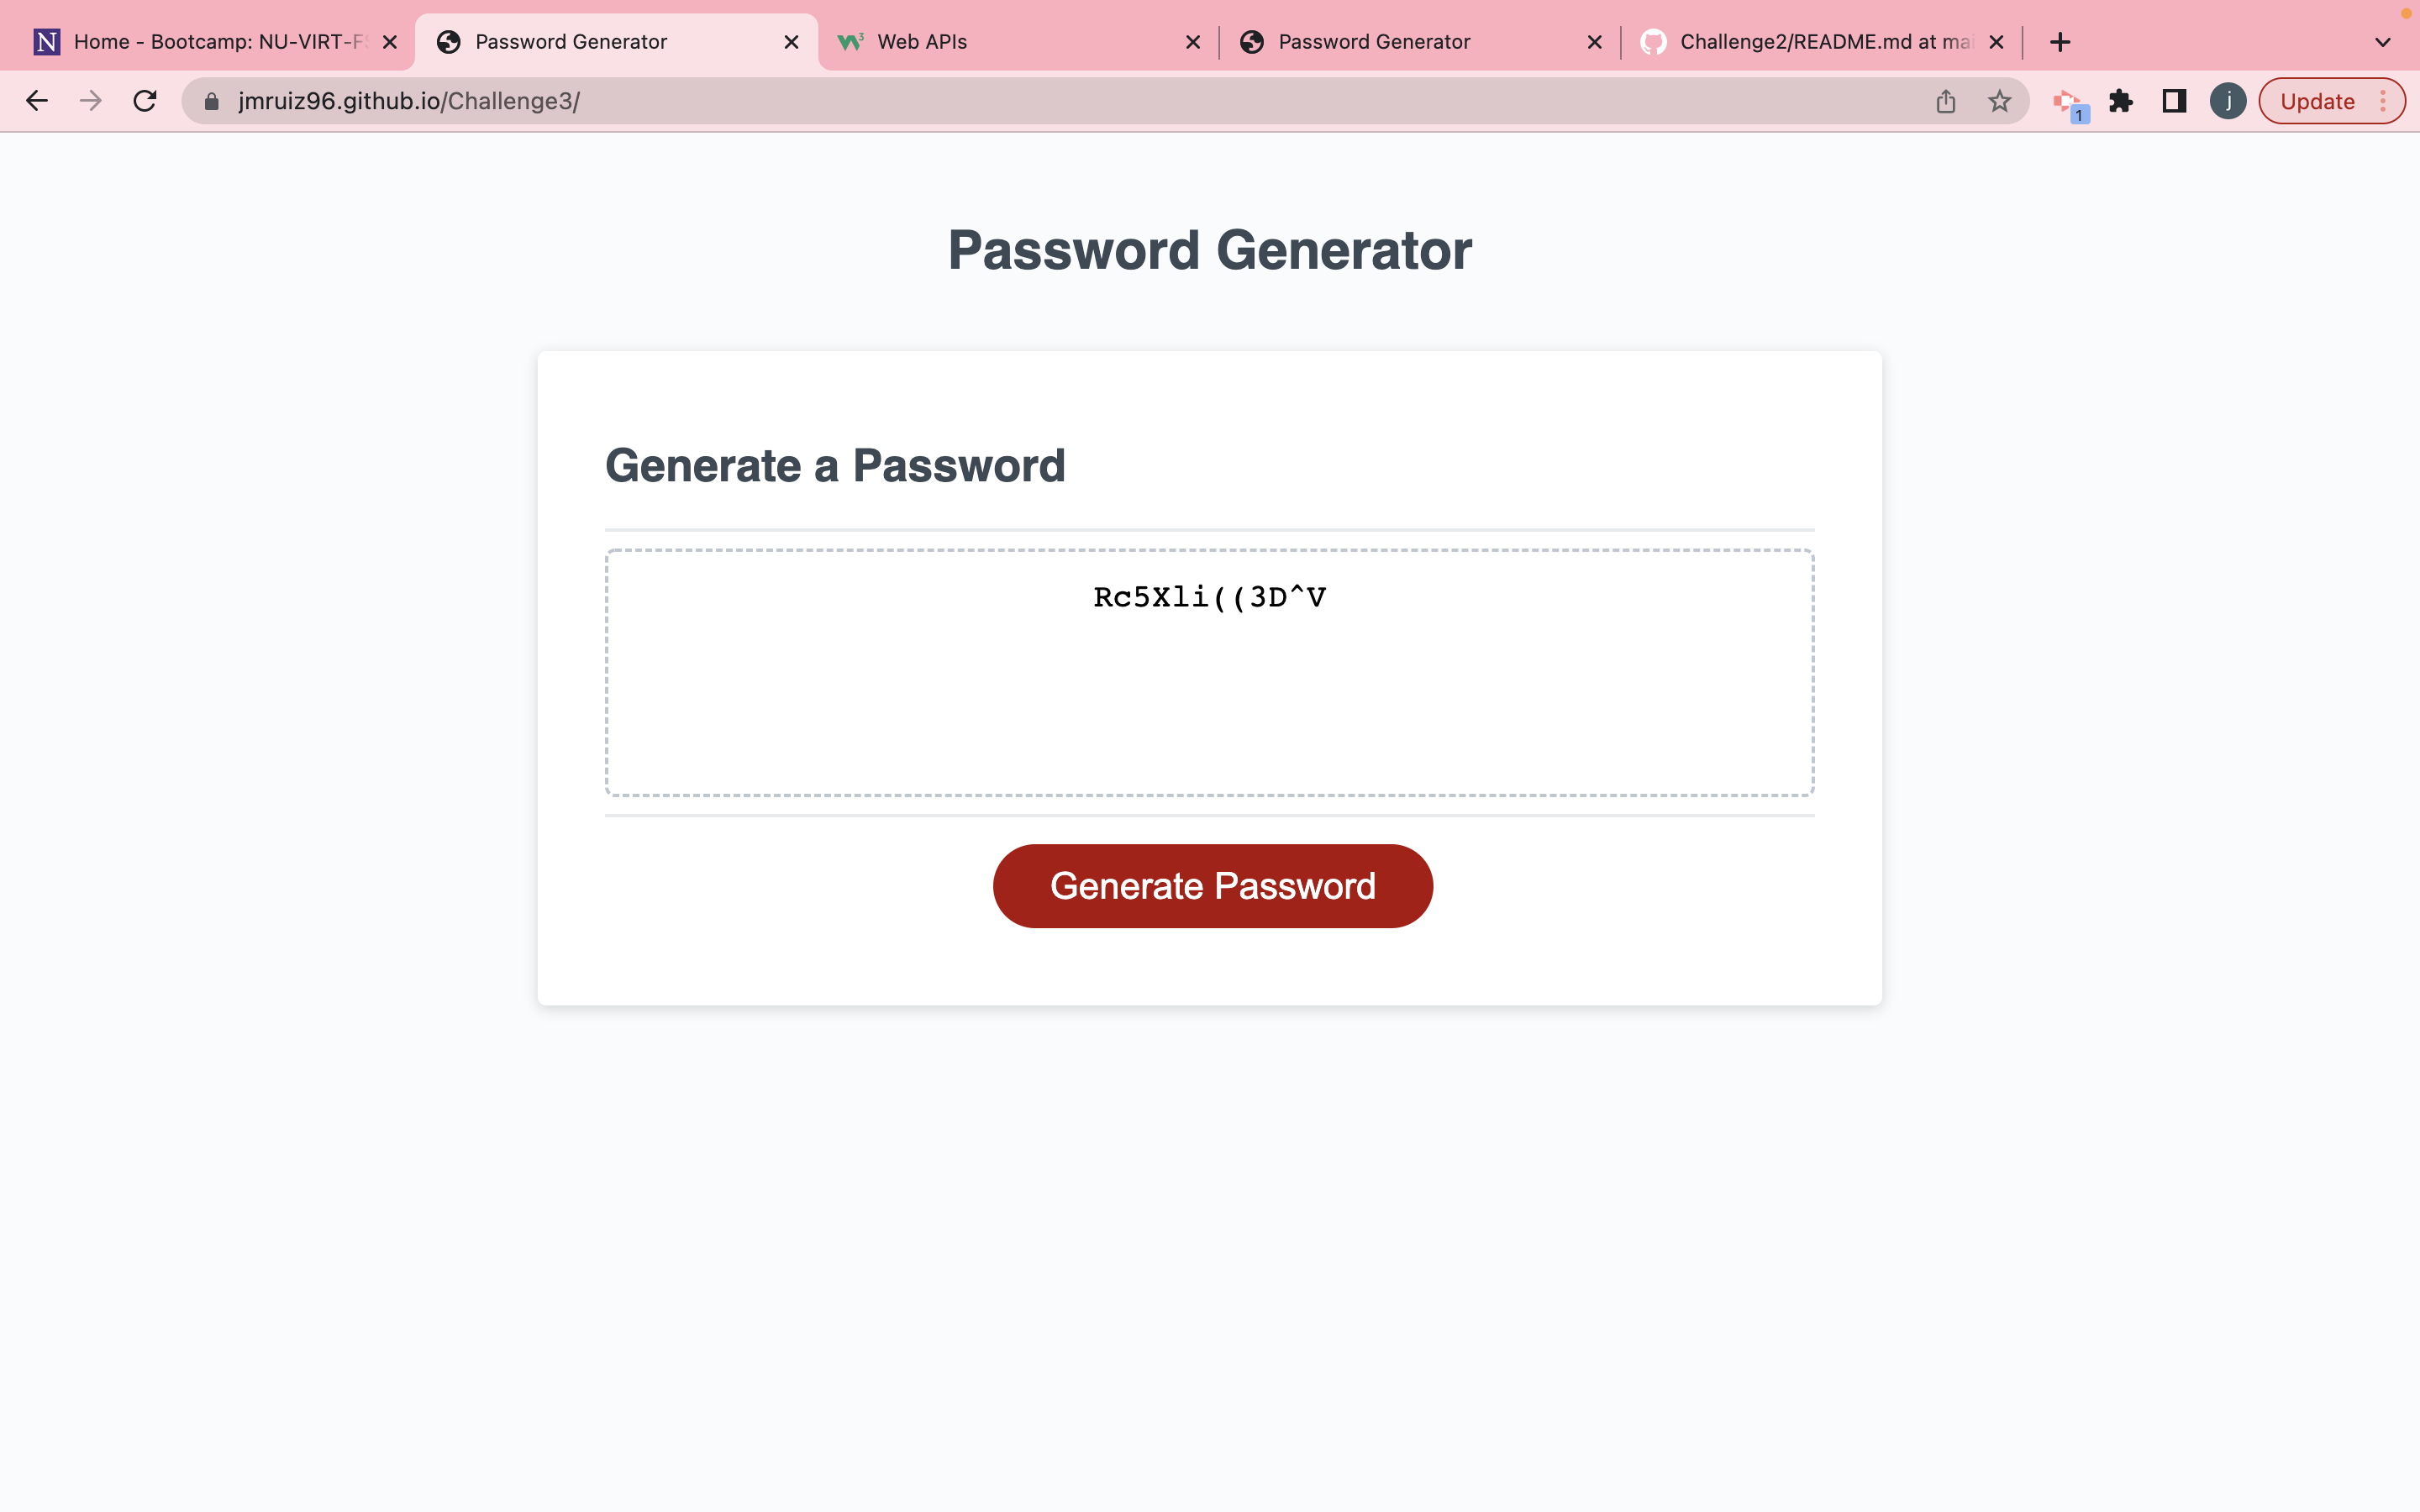 N Home - Bootcamp: NU-VIRT-F
Password Generator
Web APIs
Password Generator
Challenge2/README.md at ma
jmruiz96.github.io/Challenge3/
1
j
Update
Password Generator
Generate a Password
Rc5Xli((3D^V
Generate Password